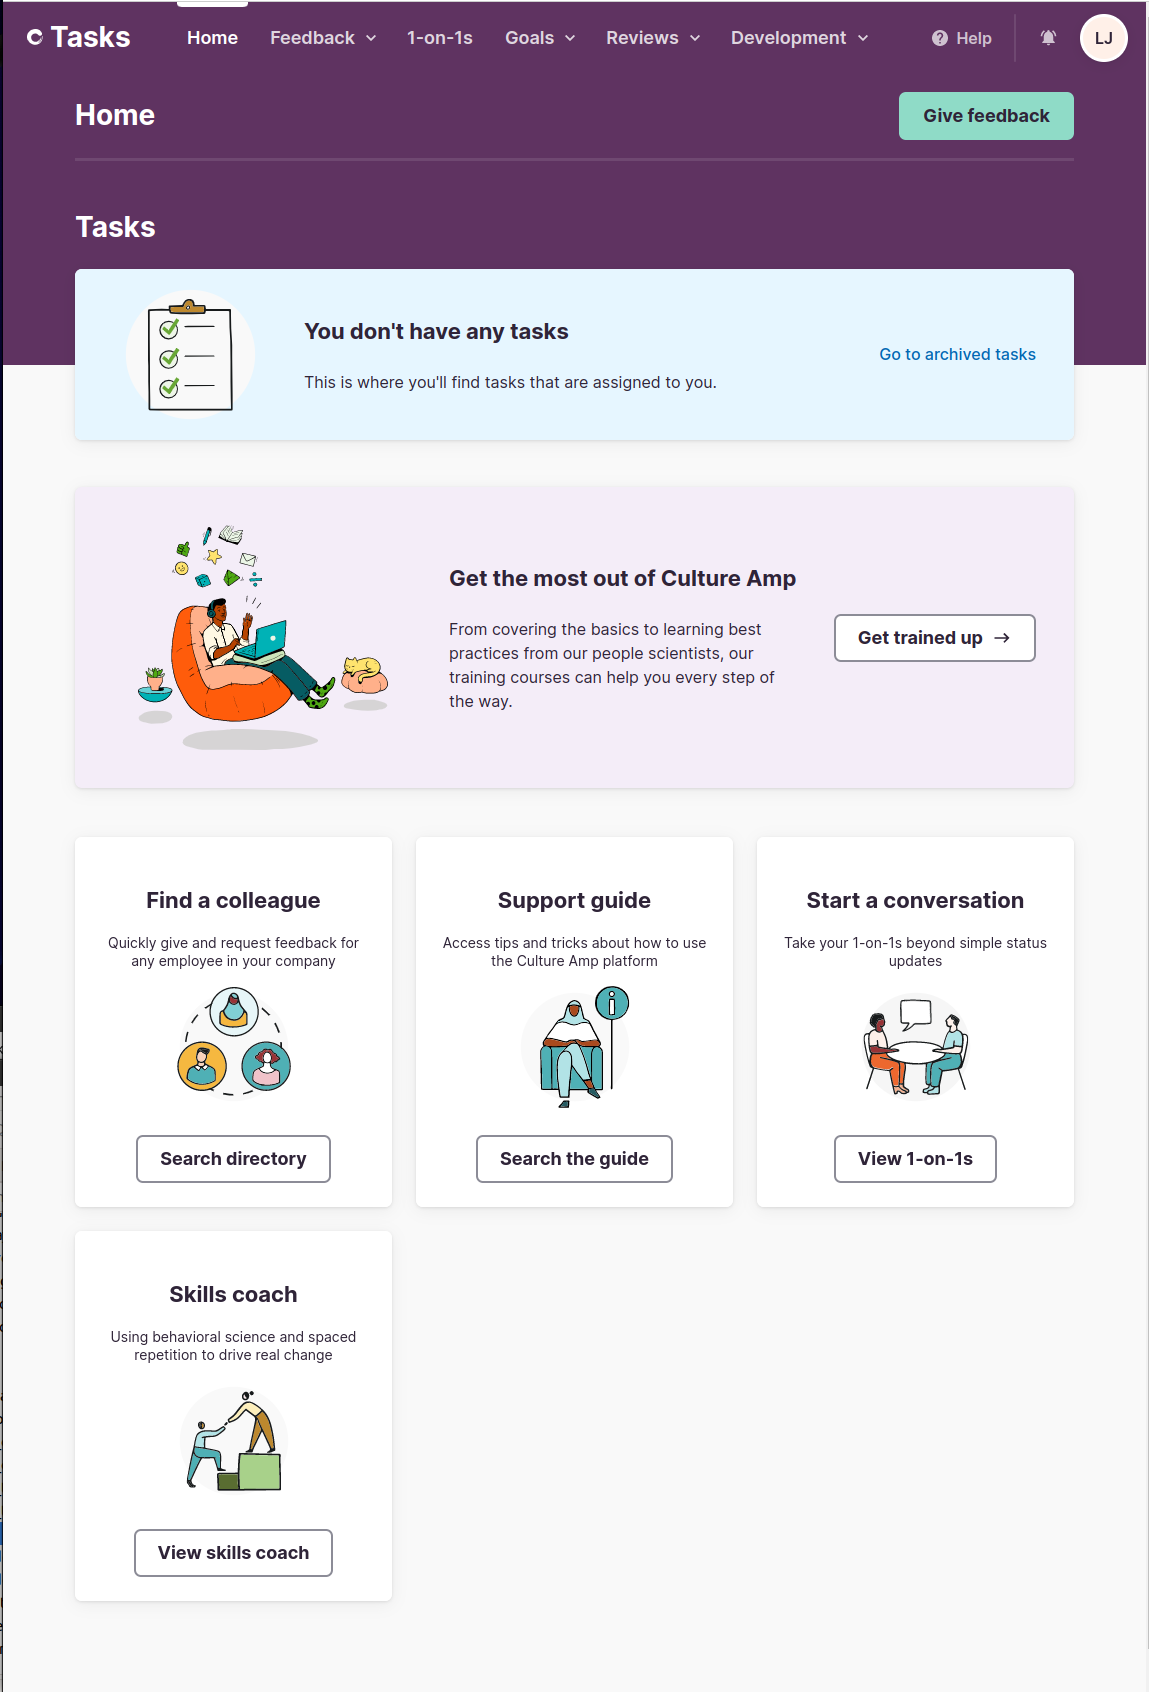 Tasks
Home
Feedback
1-on-1s
Goals
Reviews
Development
Help
LJ
Home
Give feedback
Tasks
You don't have any tasks
This is where you'll find tasks that are assigned to you.
Go to archived tasks
Get the most out of Culture Amp
From covering the basics to learning best
practices from our people scientists, our
training courses can help you every step of
the way.
Get trained up →
Find a colleague
Quickly give and request feedback for
any employee in your company
Search directory
Support guide
Access tips and tricks about how to use
the Culture Amp platform
Search the guide
Start a conversation
Take your 1-on-1s beyond simple status
updates
View 1-on-1s
Skills coach
Using behavioral science and spaced
repetition to drive real change
View skills coach